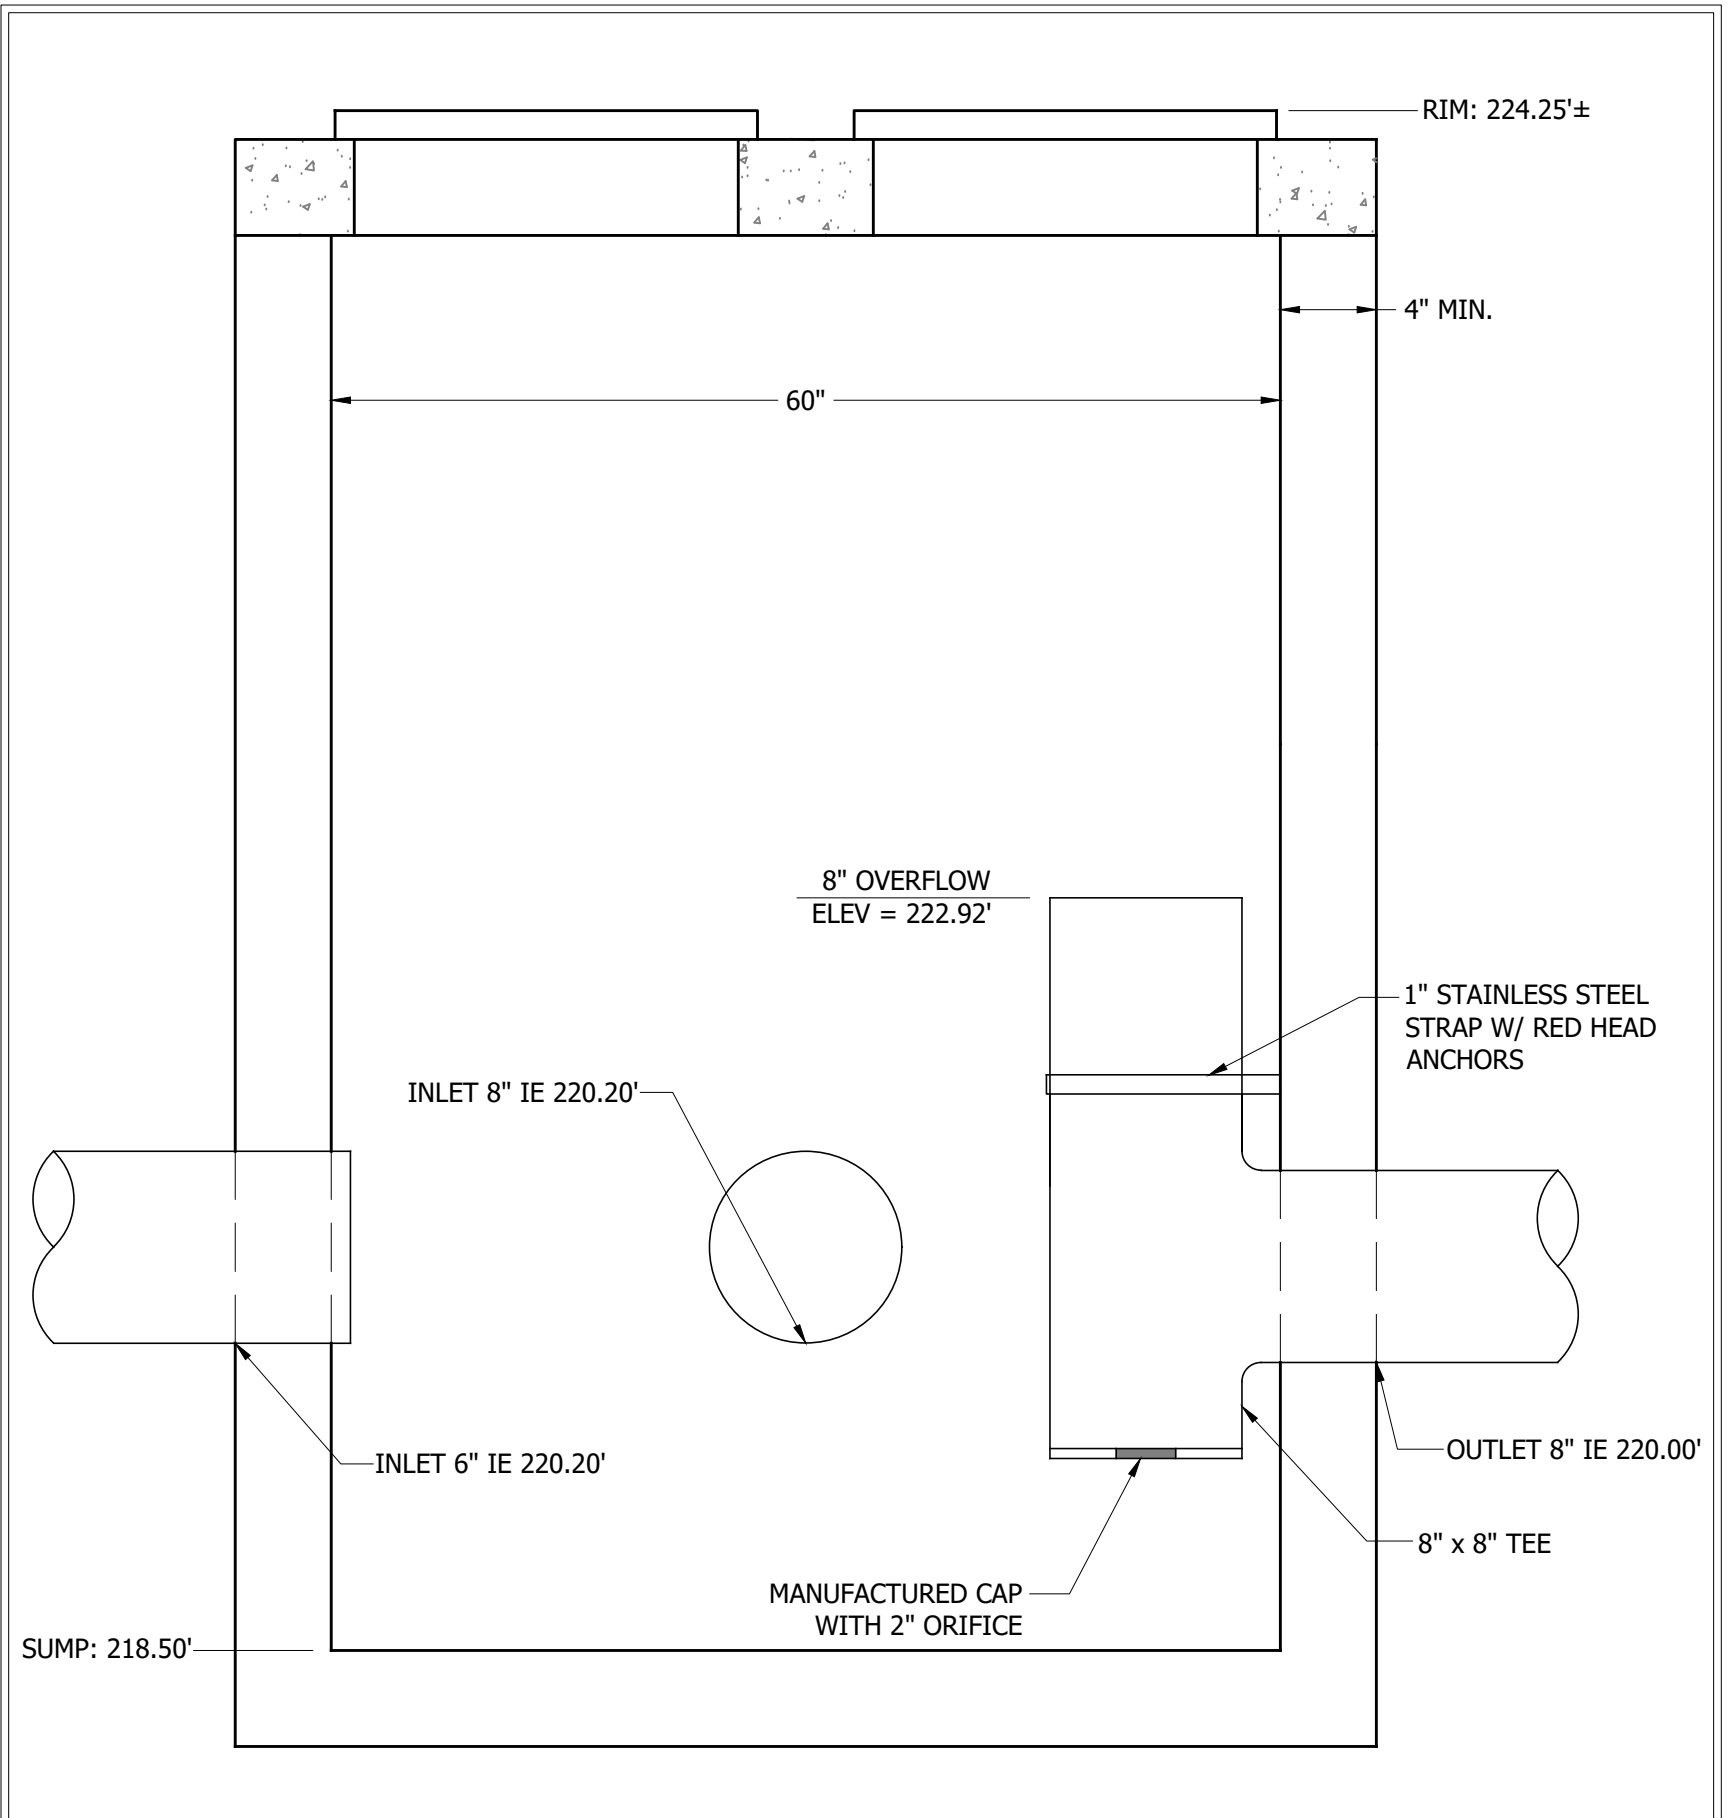 RIM: 224.25'±
4" MIN.
60"
8" OVERFLOW
ELEV = 222.92'
1" STAINLESS STEEL
STRAP W/ RED HEAD
ANCHORS
INLET 8" IE 220.20'
INLET 6" IE 220.20'
OUTLET 8" IE 220.00'
8" x 8" TEE
MANUFACTURED CAP
WITH 2" ORIFICE
SUMP: 218.50'